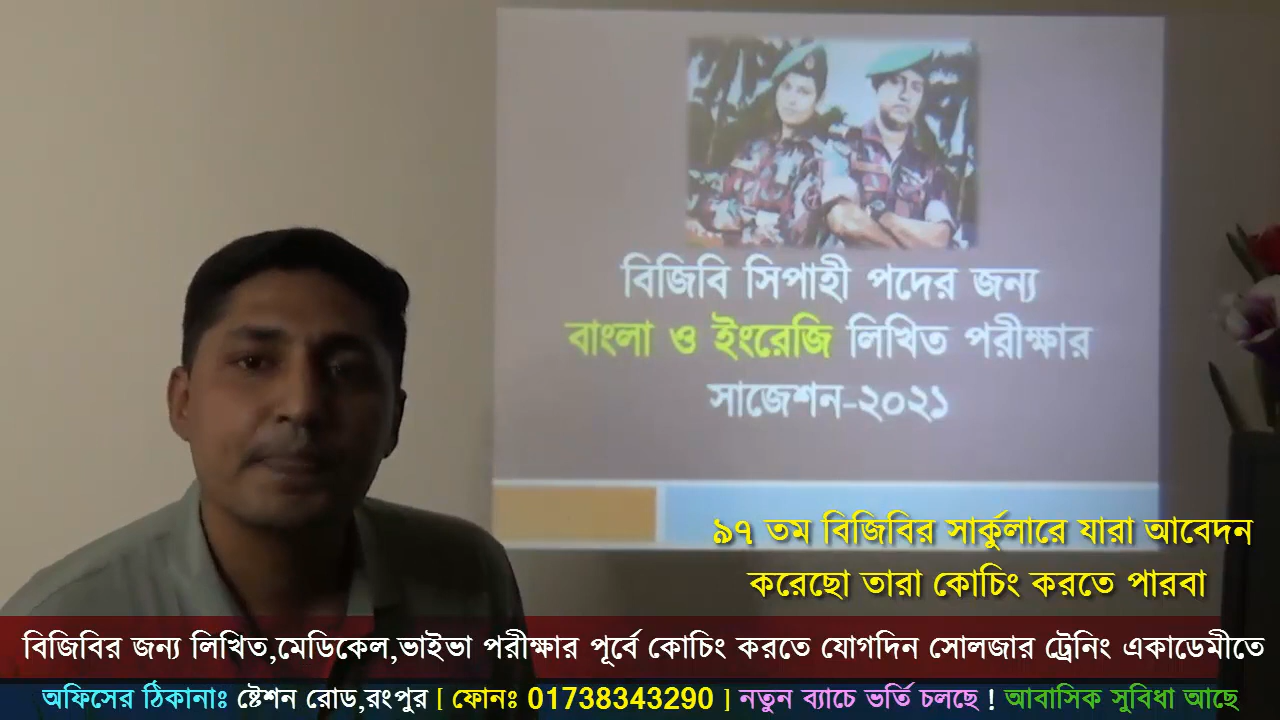 বিজিবি সিপাহী পদের জন্য
বাংলা ও ইংরেজি লিখিত পরীক্ষার
সাজেশন-২০২১
৯৭ তম বিজিবির সার্কুলারে যারা আবেদন
করেছো তারা কোচিং করতে পারবা
বিজিবির জন্য লিখিত,মেডিকেল,ভাইভা পরীক্ষার পূর্বে কোচিং করতে যোগদিন সোলজার ট্রেনিং একাডেমীতে
অফিসের ঠিকানাঃ ষ্টেশন রোড,রংপুর [ ফোনঃ 01738343290 ] নতুন ব্যাচে ভর্তি চলছে ! আবাসিক সুবিধা আছে